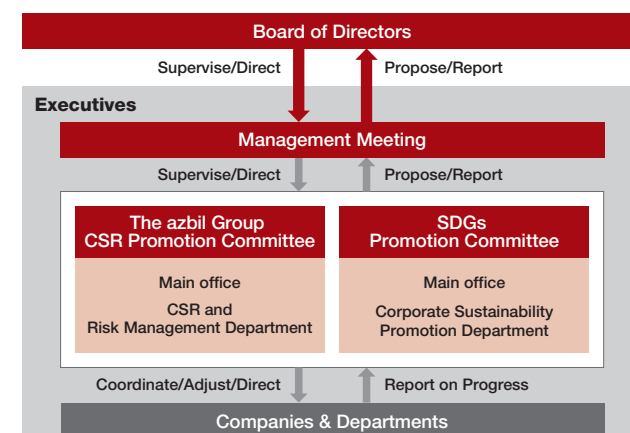 Board of Directors
Supervise/Direct
Propose/Report
Executives
Management Meeting
Supervise/Direct
Propose/Report
The azbil Group
CSR Promotion Committee
Main office
CSR and
Risk Management Department
SDGs
Promotion Committee
Main office
Corporate Sustainability
Promotion Department
Coordinate/Adjust/Direct
Report on Progress
Companies & Departments